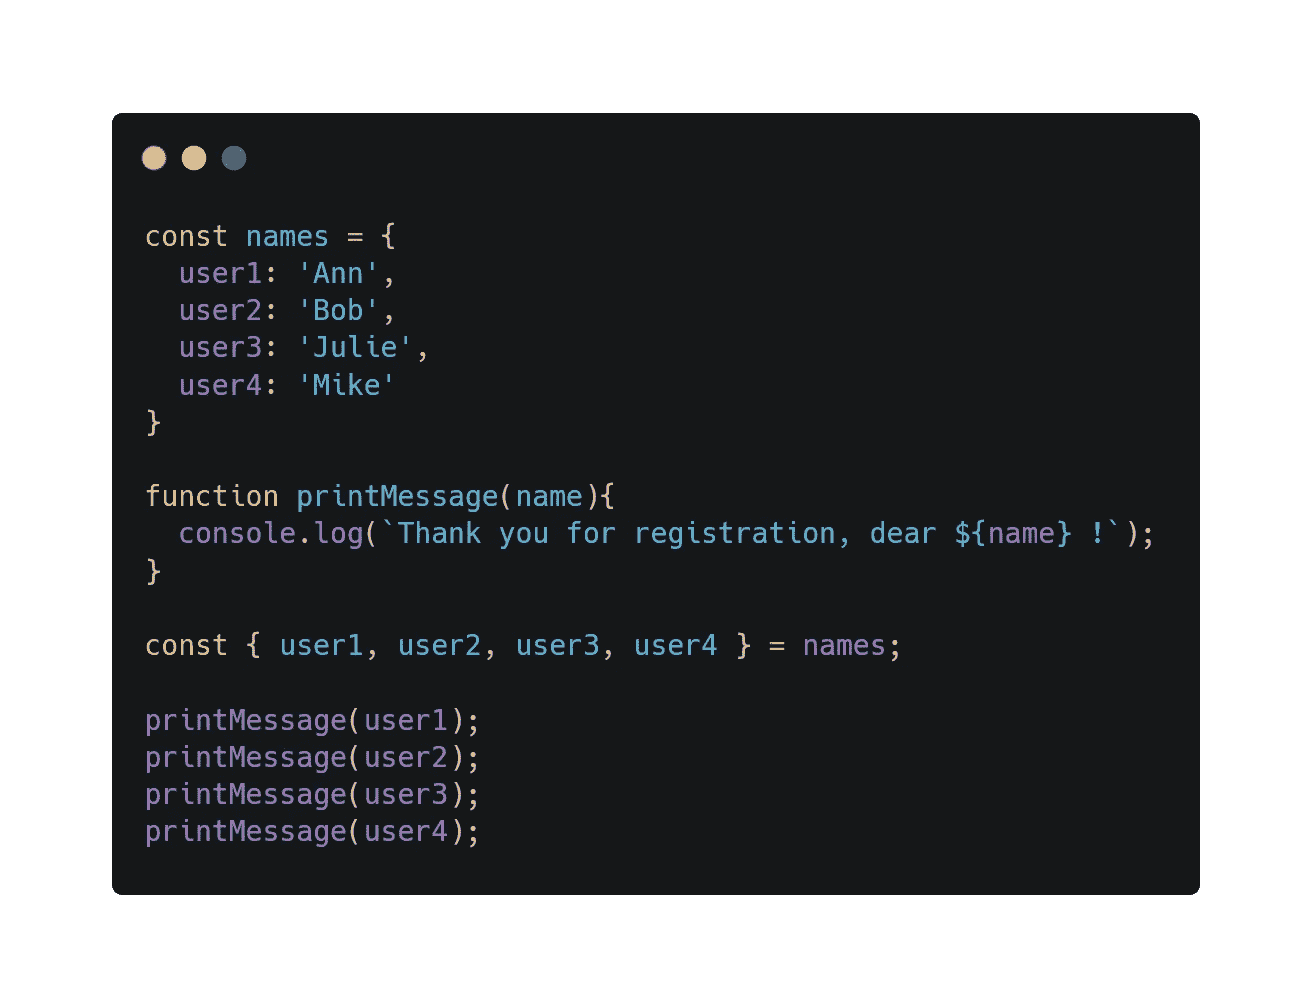 const names = {
  user1: 'Ann',
  user2: 'Bob',
  user3: 'Julie',
  user4: 'Mike'
}

function printMessage(name){
  console.log(`Thank you for registration, dear ${name} !`);
}

const { user1, user2, user3, user4 } = names;

printMessage(user1);
printMessage(user2);
printMessage(user3);
printMessage(user4);